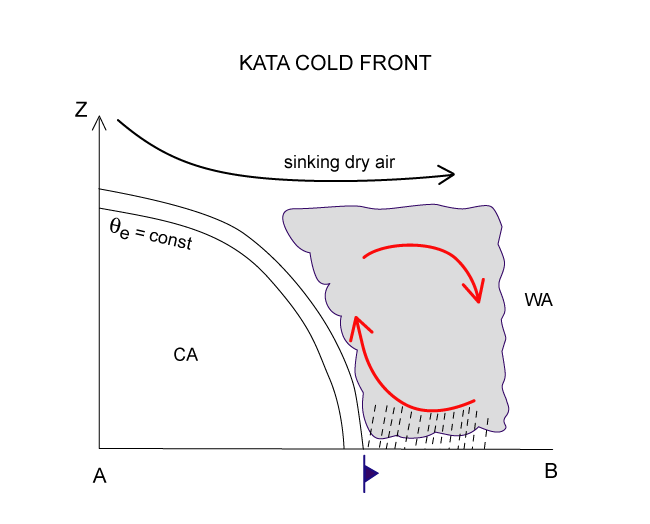 KATA COLD FRONT
Z
sinking dry air
θe = const
WA
CA
A
B